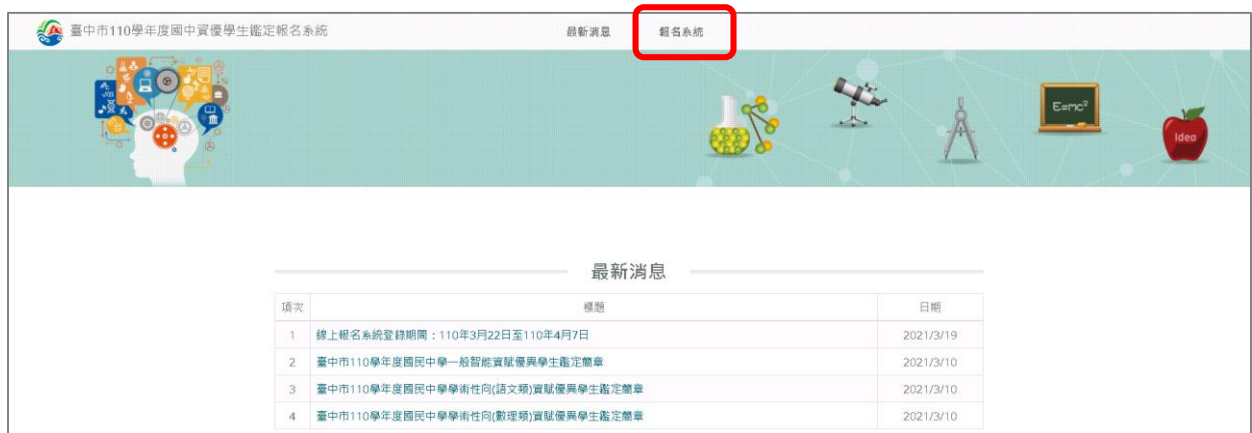 臺中市110學年度國中資優學生鑑定報名系統 最新消息 報名系統
E=mc²
Idea
最新消息
項次 標題 日期
1 線上報名系統登錄期間：110年3月22日至110年4月7日 2021/3/19
2 臺中市110學年度國民中學一般智能資賦優異學生鑑定簡章 2021/3/10
3 臺中市110學年度國民中學學術性向(語文類)資賦優異學生鑑定簡章 2021/3/10
4 臺中市110學年度國民中學學術性向(數理類)資賦優異學生鑑定簡章 2021/3/10